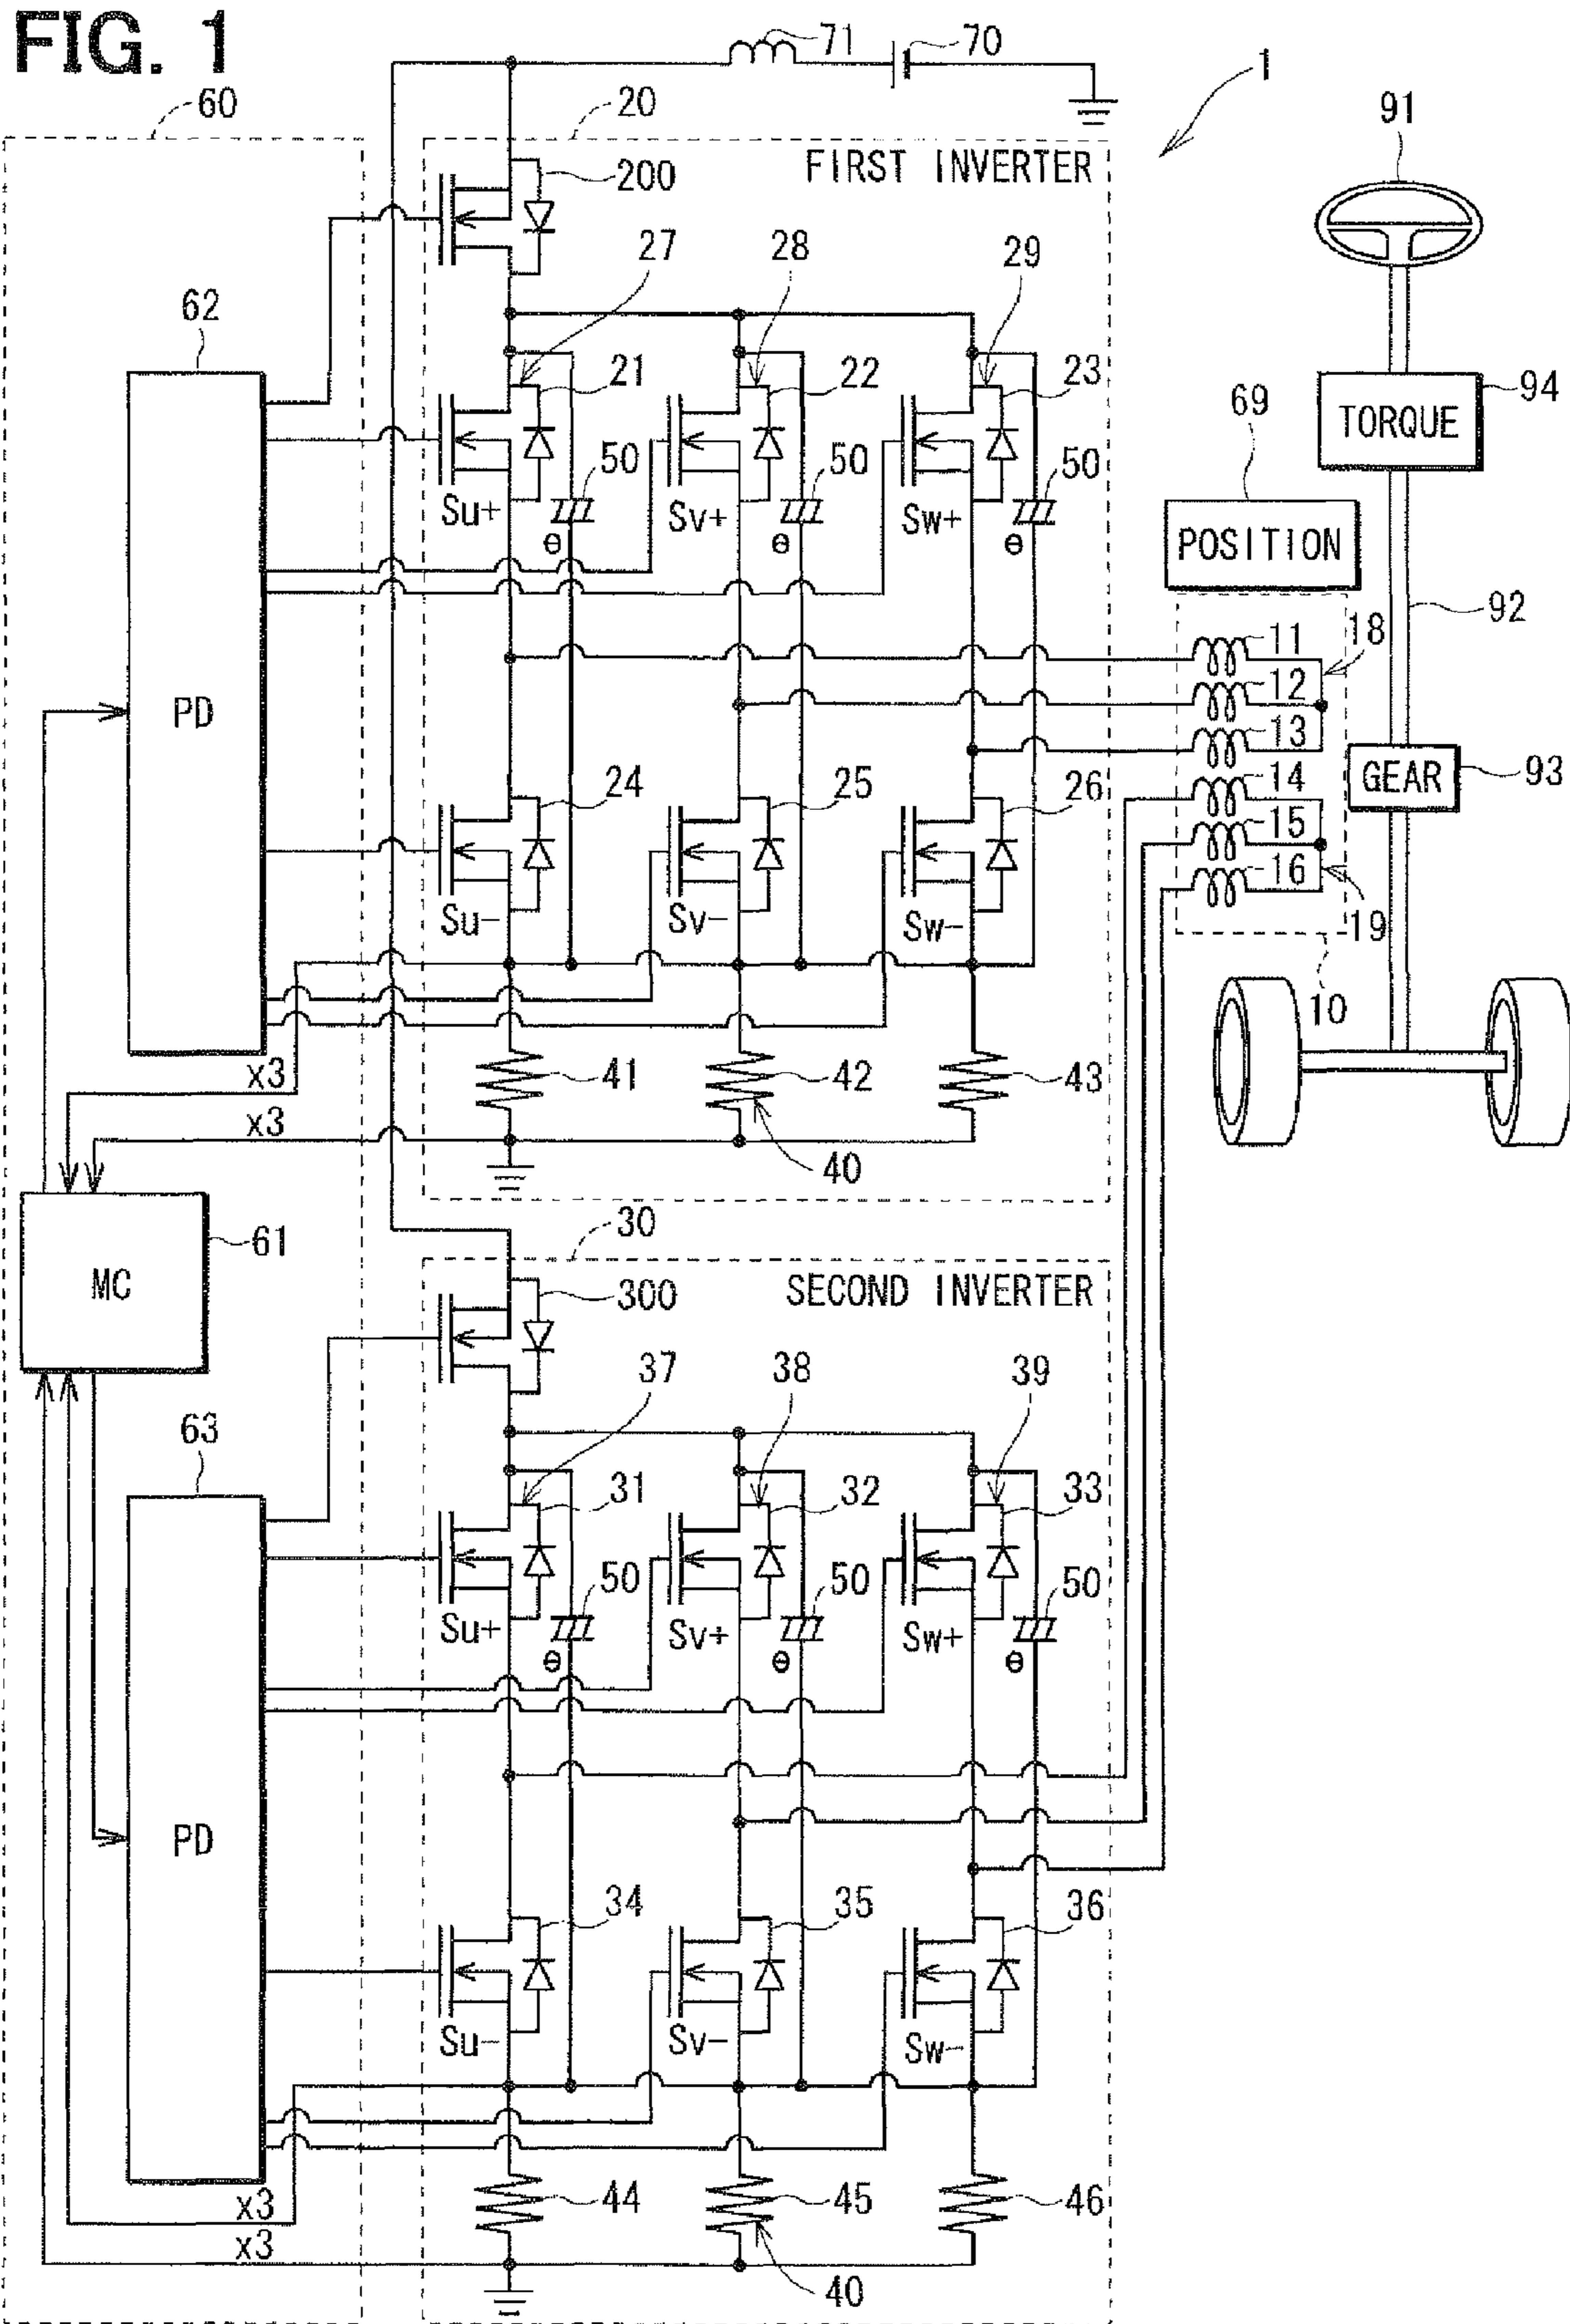 FIG. 1
71
70
1
60
20
91
FIRST INVERTER
200
27
28
29
62
21
22
23
94
TORQUE
69
50
50
50
Su+
Sv+
Sw+
POSITION
θ
θ
θ
92
11
18
12
PD
13
24
25
26
14
GEAR
93
15
16
Su-
Sv-
Sw-
19
10
x3
41
42
43
x3
40
30
61
MC
SECOND INVERTER
300
37
38
39
63
31
32
33
50
50
50
Su+
Sv+
Sw+
θ
θ
θ
PD
34
35
36
Su-
Sv-
Sw-
x3
44
45
46
x3
40